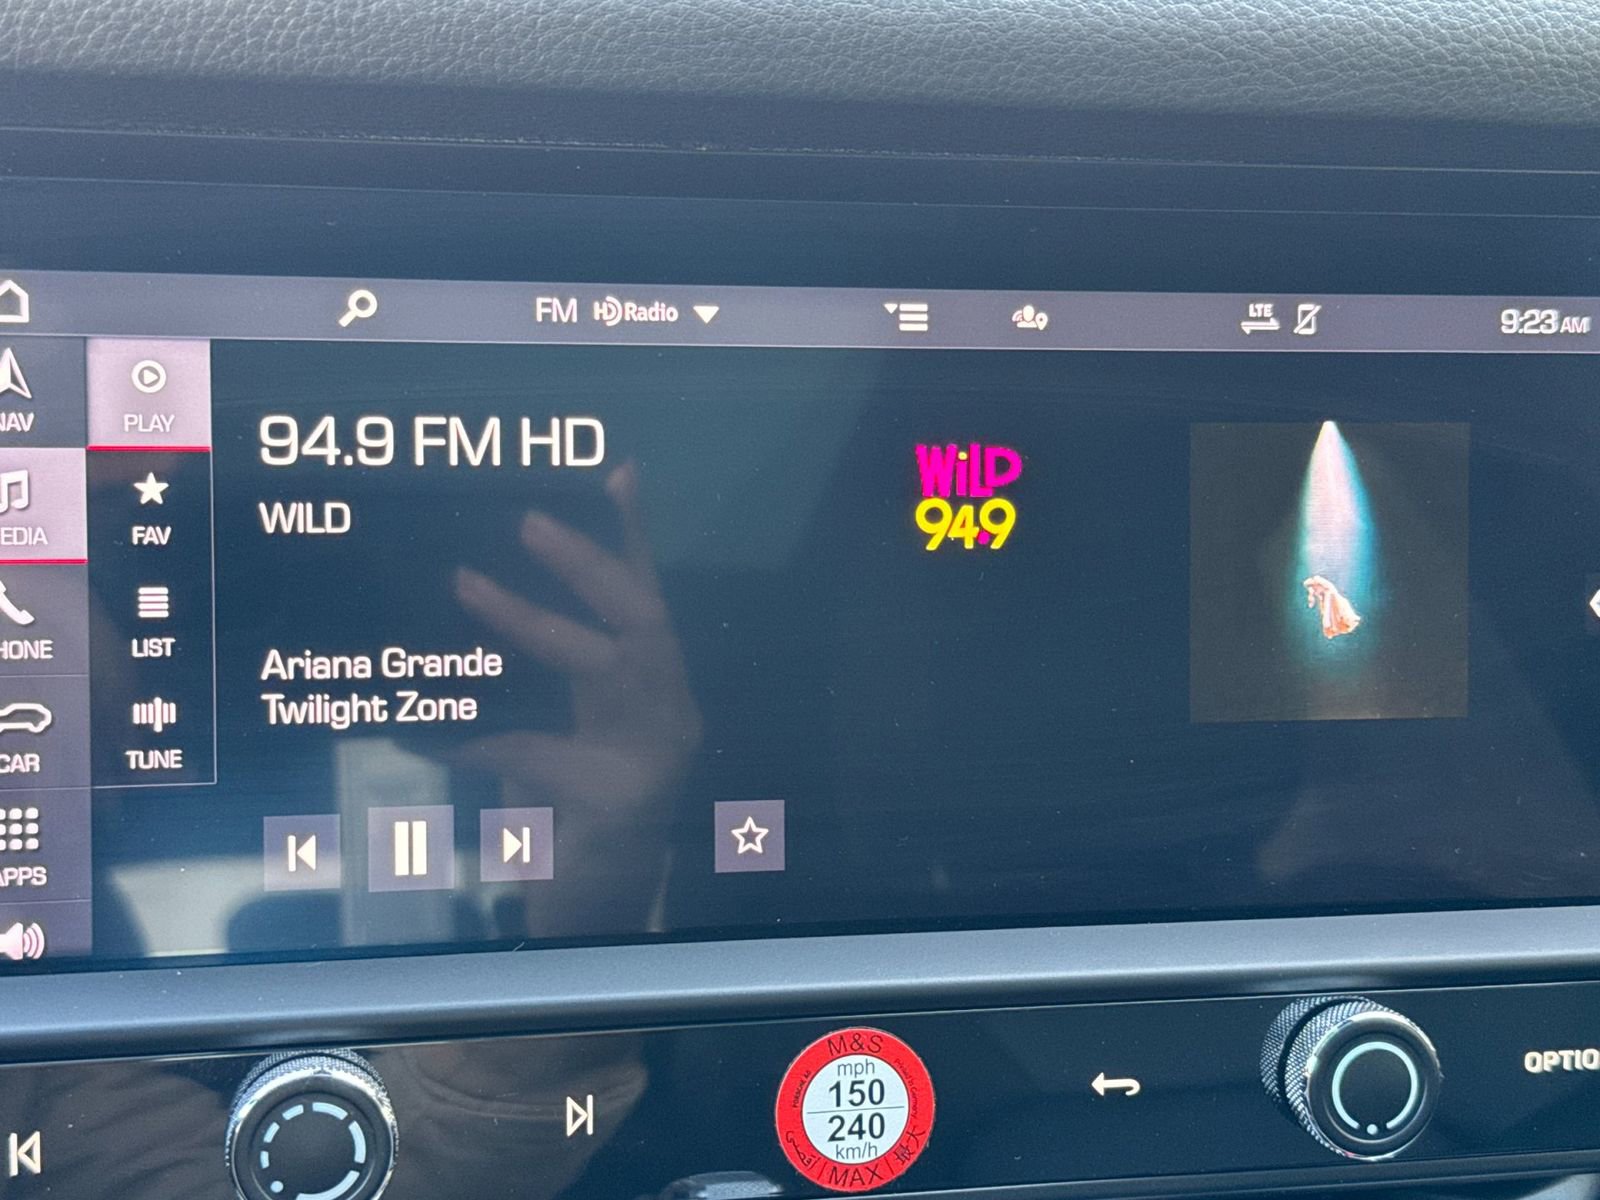 FM HD Radio
LTE
9:23 AM
NAV
PLAY
94.9 FM HD
WILD
WiLD
94.9
EDIA
FAV
HONE
LIST
Ariana Grande
Twilight Zone
CAR
TUNE
APPS
M&S
mph
150
240
km/h
MAX
OPTIO